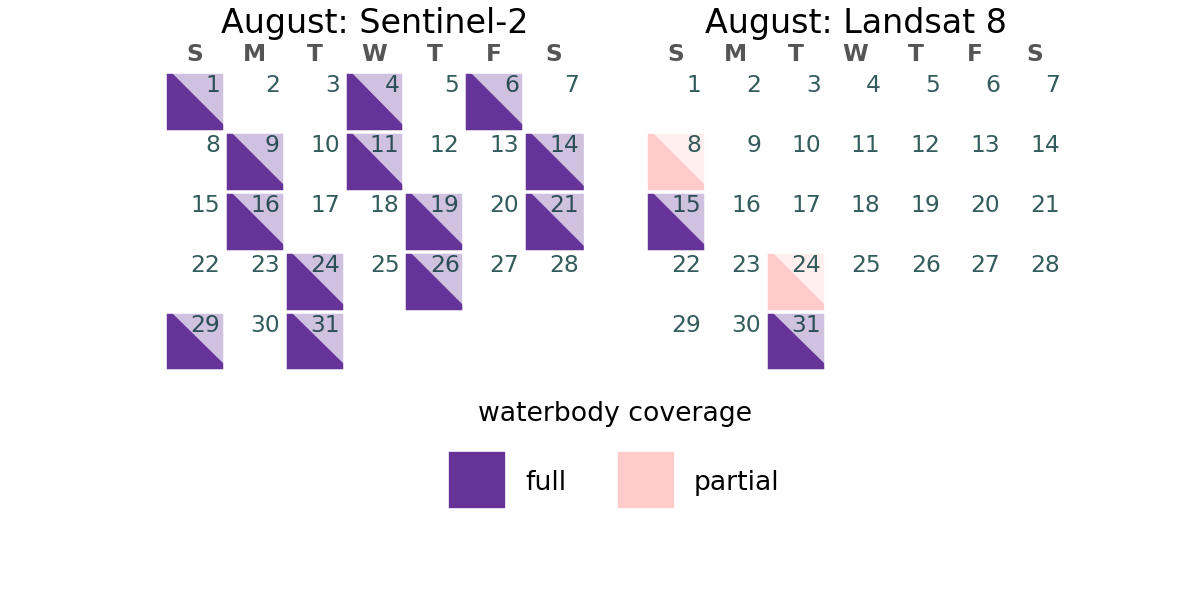 August: Sentinel-2
S M T W T F S
1 2 3 4 5 6 7
8 9 10 11 12 13 14
15 16 17 18 19 20 21
22 23 24 25 26 27 28
29 30 31
August: Landsat 8
S M T W T F S
1 2 3 4 5 6 7
8 9 10 11 12 13 14
15 16 17 18 19 20 21
22 23 24 25 26 27 28
29 30 31
waterbody coverage
full partial